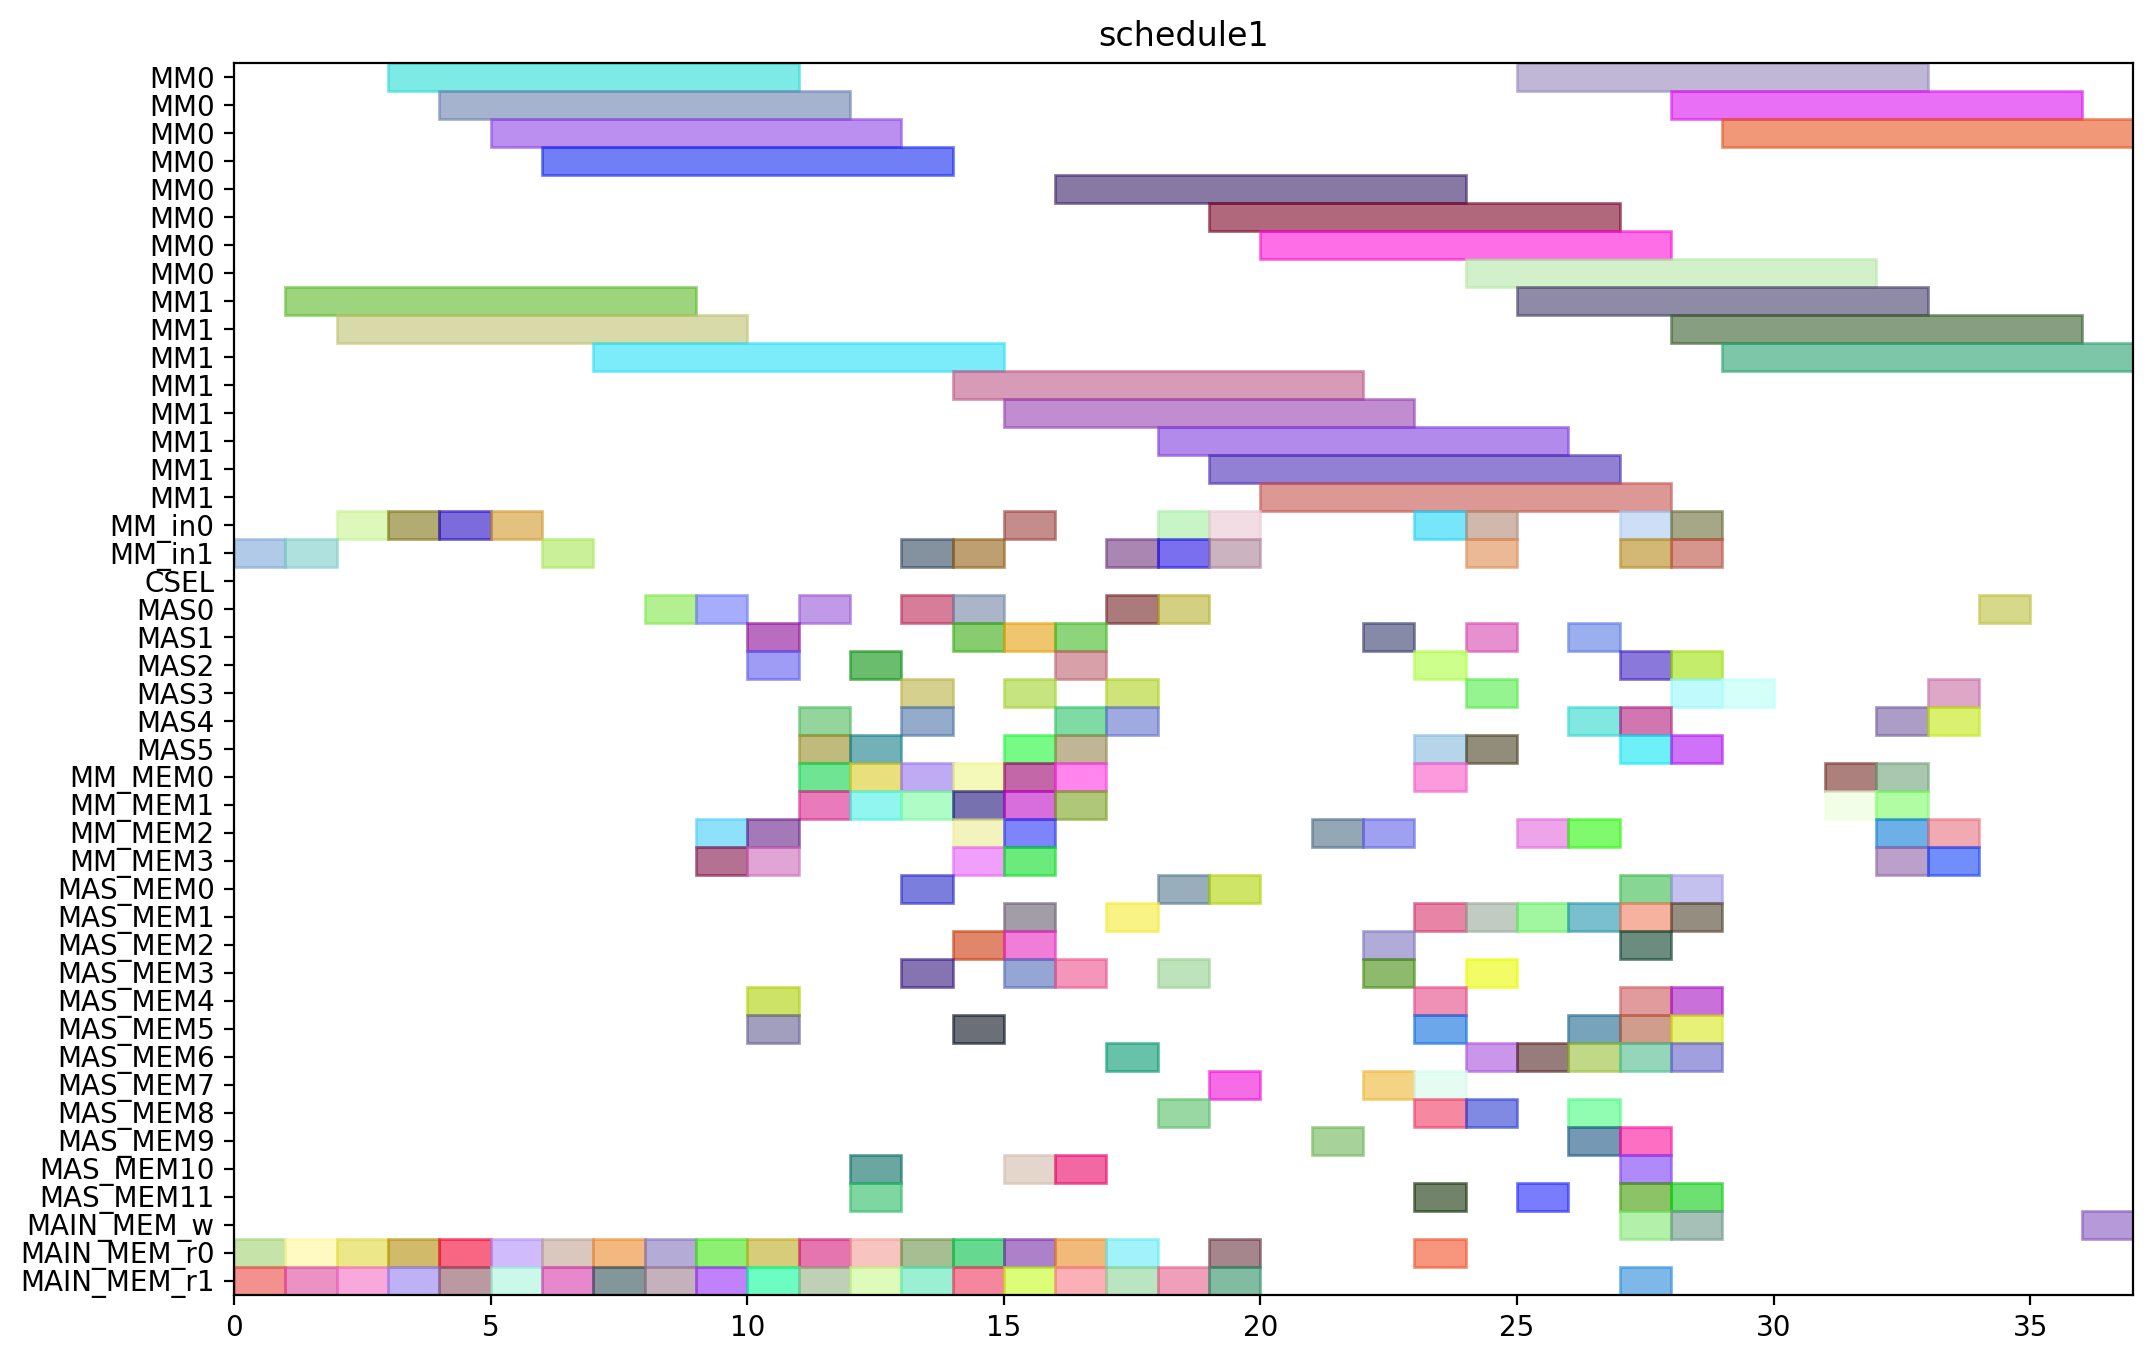 schedule1
MM0
MM0
MM0
MM0
MM0
MM0
MM0
MM0
MM1
MM1
MM1
MM1
MM1
MM1
MM1
MM1
MM_in0
MM_in1
CSEL
MAS0
MAS1
MAS2
MAS3
MAS4
MAS5
MM_MEM0
MM_MEM1
MM_MEM2
MM_MEM3
MAS_MEM0
MAS_MEM1
MAS_MEM2
MAS_MEM3
MAS_MEM4
MAS_MEM5
MAS_MEM6
MAS_MEM7
MAS_MEM8
MAS_MEM9
MAS_MEM10
MAS_MEM11
MAIN_MEM_w
MAIN_MEM_r0
MAIN_MEM_r1
0 5 10 15 20 25 30 35